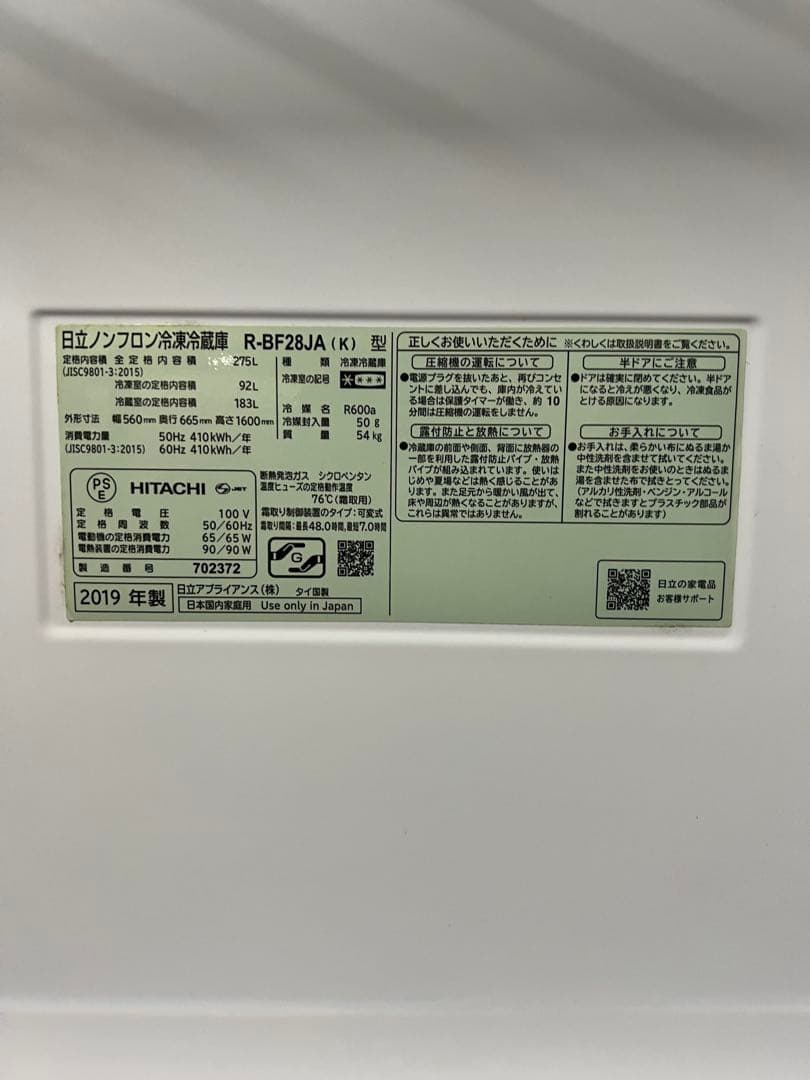 日立ノンフロン冷凍冷蔵庫 R-BF28JA (K) 型
定格内容積 全定格内容積 275L
(JISC9801-3:2015)
冷凍室の定格内容積 92L
冷蔵室の定格内容積 183L
外形寸法 幅560mm 奥行665mm 高さ1600mm
消費電力量 50Hz 410kWh/年
(JISC9801-3:2015) 60Hz 410kWh/年
種類 冷凍冷蔵庫
冷凍室の記号 ****
冷媒名 R600a
冷媒封入量 50g
質量 54kg
PS
E
HITACHI S-JET
定格電圧 100V
定格周波数 50/60Hz
電動機の定格消費電力 65/65W
電熱装置の定格消費電力 90/90W
製造番号 702372
断熱発泡ガス シクロペンタン
温度ヒューズの定格動作温度
76℃(霜取用)
霜取り制御装置のタイプ:可変式
霜取り間隔:最長48.0時間,最短7.0時間
G
2019年製
日立アプライアンス(株) タイ国製
日本国内家庭用 Use only in Japan
正しくお使いいただくために ※くわしくは取扱説明書をご覧ください。
圧縮機の運転について
●電源プラグを抜いたあと、再びコンセ
ントに差し込んでも、庫内が冷えてい
る場合は保護タイマーが働き、約10
分間は圧縮機の運転をしません。
露付防止と放熱について
●冷蔵庫の前面や側面、背面に放熱器の
一部を利用した露付防止パイプ・放熱
パイプが組み込まれています。使いは
じめや夏場などは熱く感じることがあ
ります。また足元から暖かい風が出て、
床や周辺が熱くなることがありますが、
これらは異常ではありません。
半ドアにご注意
●ドアは確実に閉めてください。半ドア
になると冷えが悪くなり、冷凍食品が
とける原因になります。
お手入れについて
●お手入れは、柔らかい布にぬるま湯か
中性洗剤を含ませて拭いてください。
また中性洗剤をお使いのときはぬるま
湯を含ませた布で拭きとってください。
(アルカリ性洗剤・ベンジン・アルコール
などで拭きますとプラスチック部品が
割れることがあります)
日立の家電品
お客様サポート